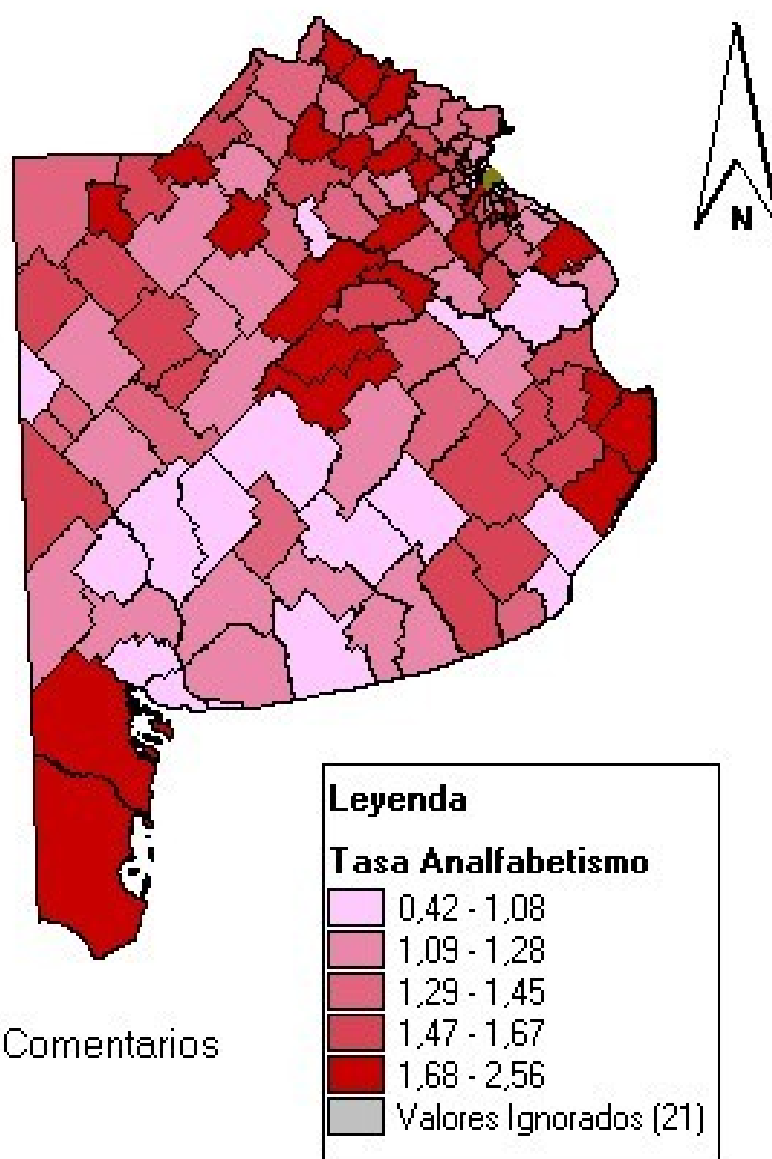 N
Leyenda
Tasa Analfabetismo
0,42 - 1,08
1,09 - 1,28
1,29 - 1,45
1,47 - 1,67
1,68 - 2,56
Valores Ignorados (21)
Comentarios